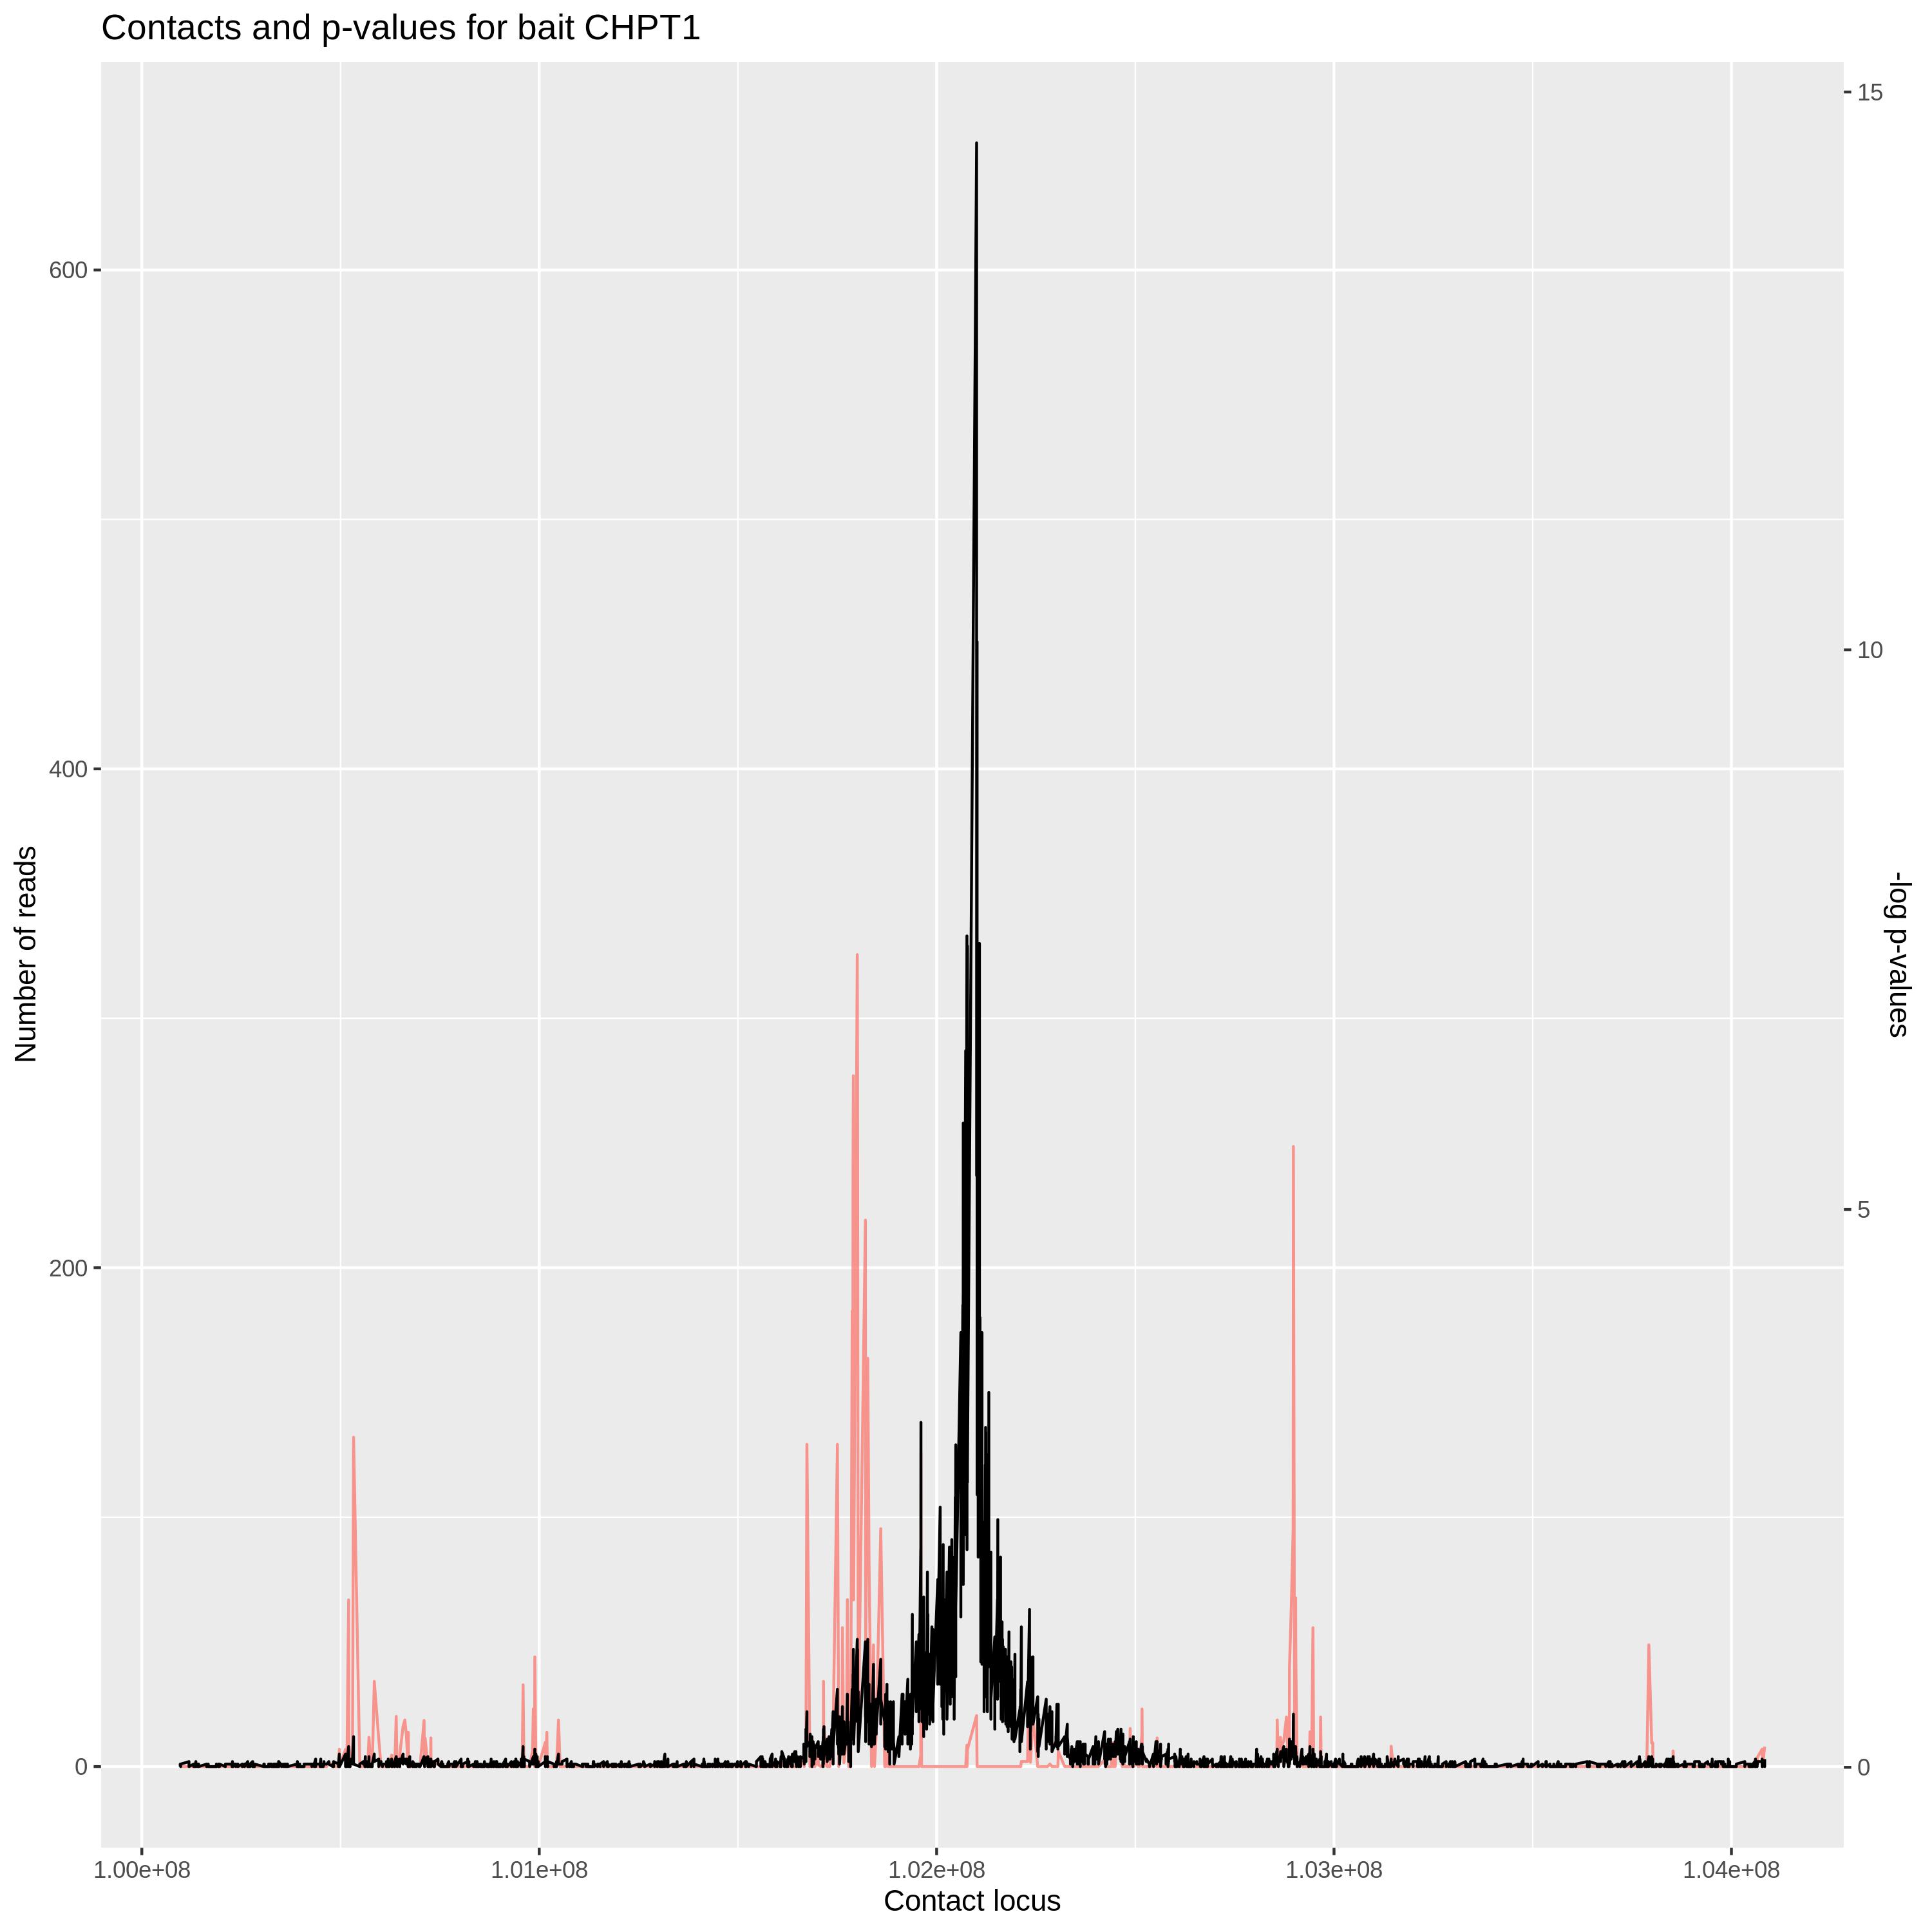 Contacts and p-values for bait CHPT1
15
600
10
400
Number of reads
-log p-values
5
200
0
0
1.00e+08
1.01e+08
1.02e+08
1.03e+08
1.04e+08
Contact locus